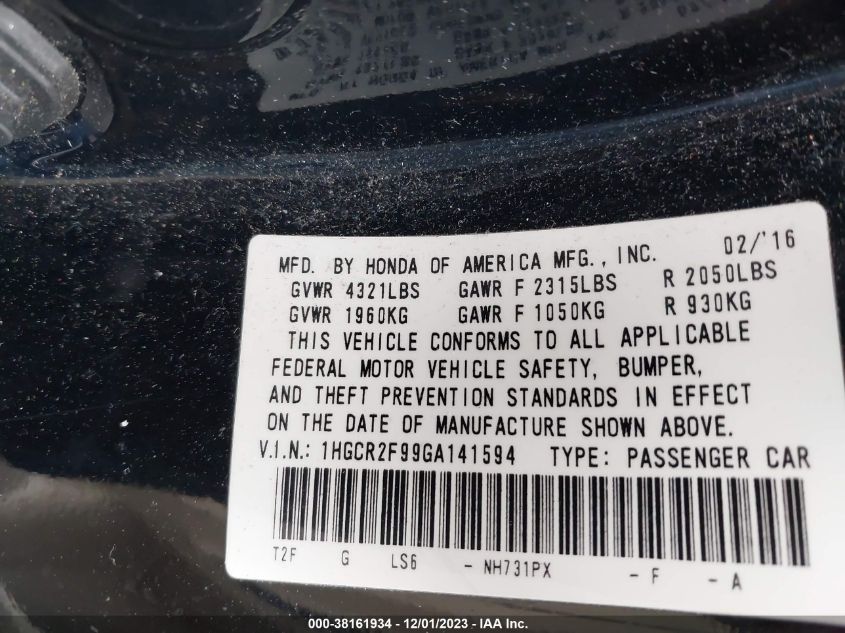 MFD. BY HONDA OF AMERICA MFG., INC. 02/'16
GVWR 4321LBS GAWR F 2315LBS R 2050LBS
GVWR 1960KG GAWR F 1050KG R 930KG
THIS VEHICLE CONFORMS TO ALL APPLICABLE
FEDERAL MOTOR VEHICLE SAFETY, BUMPER,
AND THEFT PREVENTION STANDARDS IN EFFECT
ON THE DATE OF MANUFACTURE SHOWN ABOVE.
V.I.N.: 1HGCR2F99GA141594 TYPE: PASSENGER CAR
T2F G LS6 - NH731PX - F - A
000-38161934 - 12/01/2023 - 1st inc.